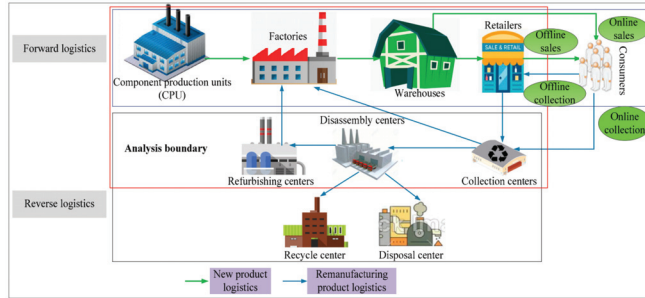 Forward logistics
Factories
Retailers
Offline
sales
Online
sales
SALE & RETAIL
Consumers
Component production units
(CPU)
Warehouses
Offline
collection
Online
collection
Disassembly centers
Analysis boundary
Refurbishing centers
Collection centers
Reverse logistics
Recycle center
Disposal center
New product
logistics
Remanufacturing
product logistics